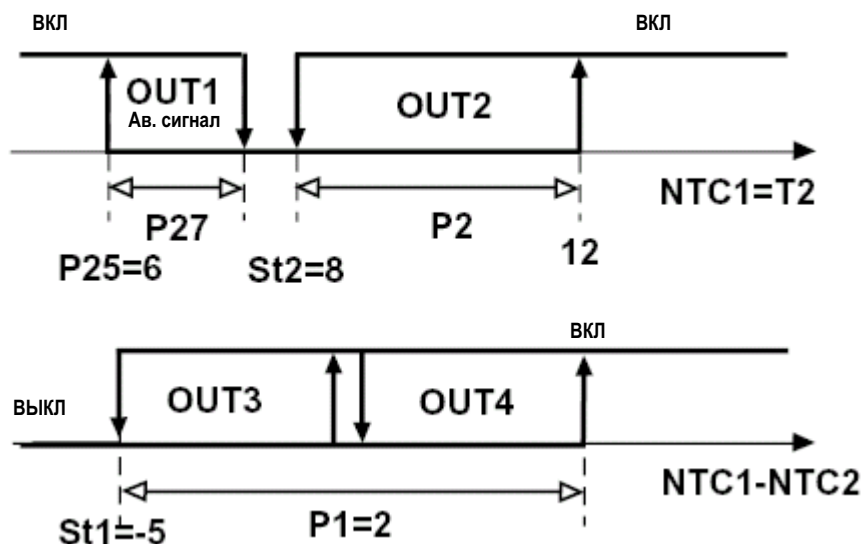 ВКЛ ВКЛ
OUT1 OUT2
Ав. сигнал
NTC1=T2
P27 P2
P25=6 St2=8 12
ВКЛ
ВЫКЛ OUT3 OUT4
NTC1-NTC2
St1=-5 P1=2